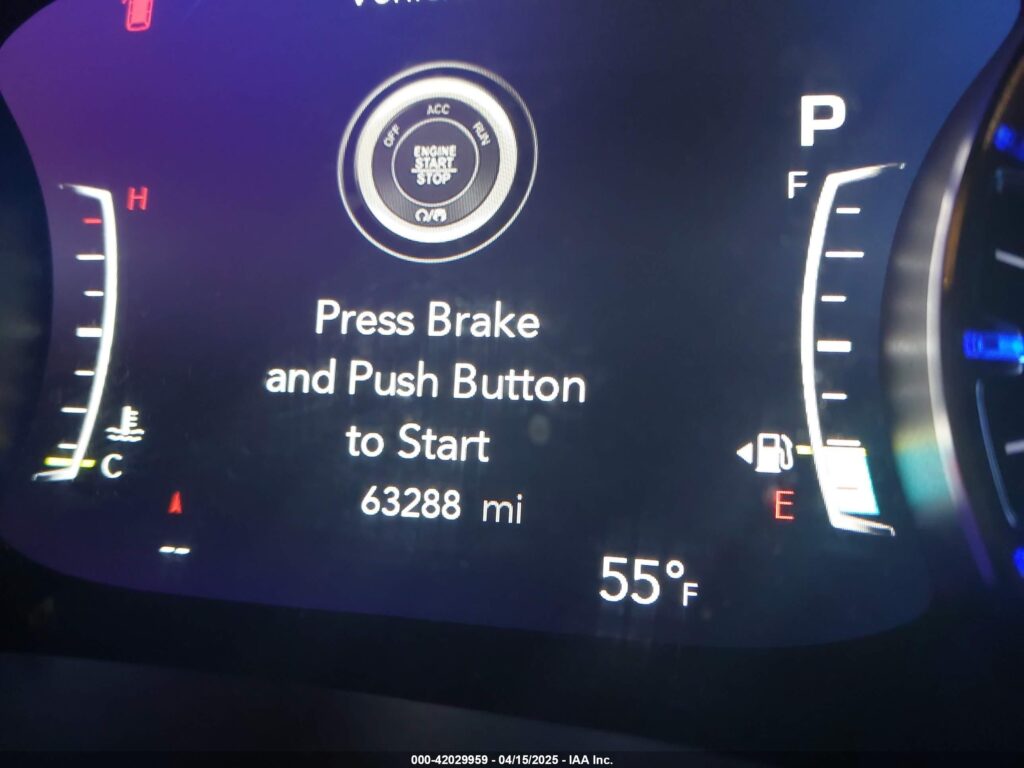 ACC
OFF
RUN
ENGINE
START
STOP
P
F
H
Press Brake
and Push Button
to Start
C
E
63288 mi
55°F
000-42029959 - 04/15/2025 - IAA Inc.